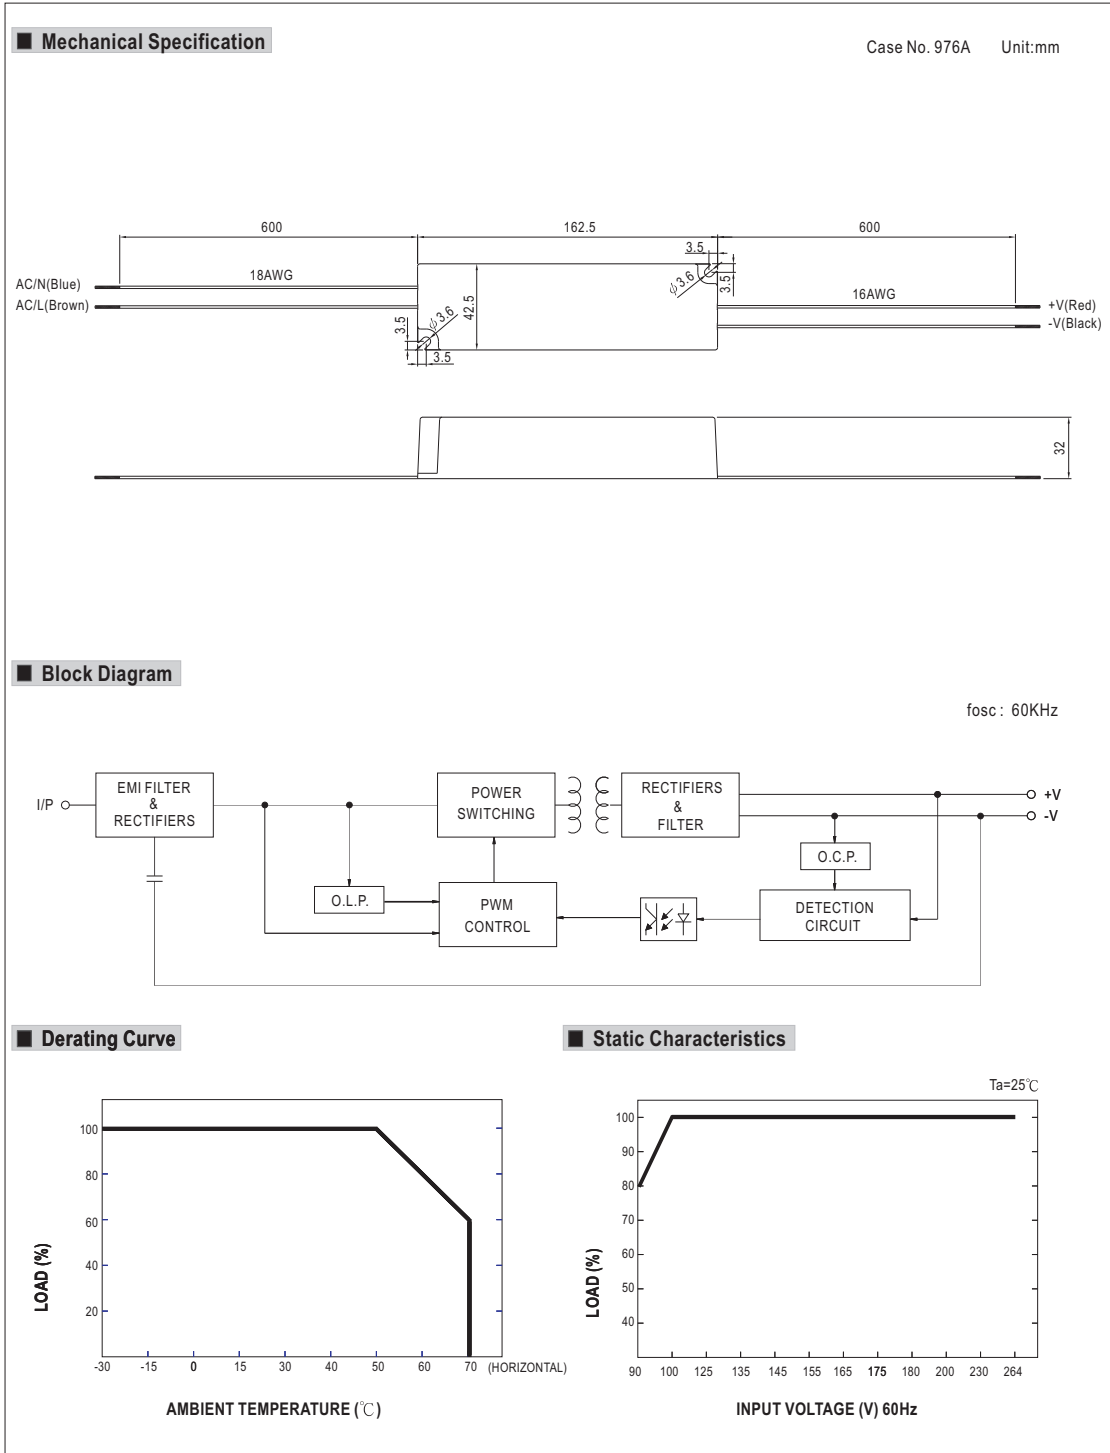 ■ Mechanical Specification
Case No. 976A Unit:mm
600 162.5 600
3.5
AC/N(Blue) 18AWG
φ3.6 3.5
16AWG
AC/L(Brown)
+V(Red)
-V(Black)
3.5 φ3.6 42.5
3.5
32
■ Block Diagram
fosc : 60KHz
I/P
EMI FILTER
&
RECTIFIERS
POWER
SWITCHING
RECTIFIERS
&
FILTER
+V
-V
O.C.P.
O.L.P.
PWM
CONTROL
DETECTION
CIRCUIT
■ Derating Curve
100
80
60
40
20
LOAD (%)
-30 -15 0 15 30 40 50 60 70 (HORIZONTAL)
AMBIENT TEMPERATURE (℃)
■ Static Characteristics
Ta=25℃
100
90
80
70
60
50
40
LOAD (%)
90 100 125 135 145 155 165 175 180 200 230 264
INPUT VOLTAGE (V) 60Hz